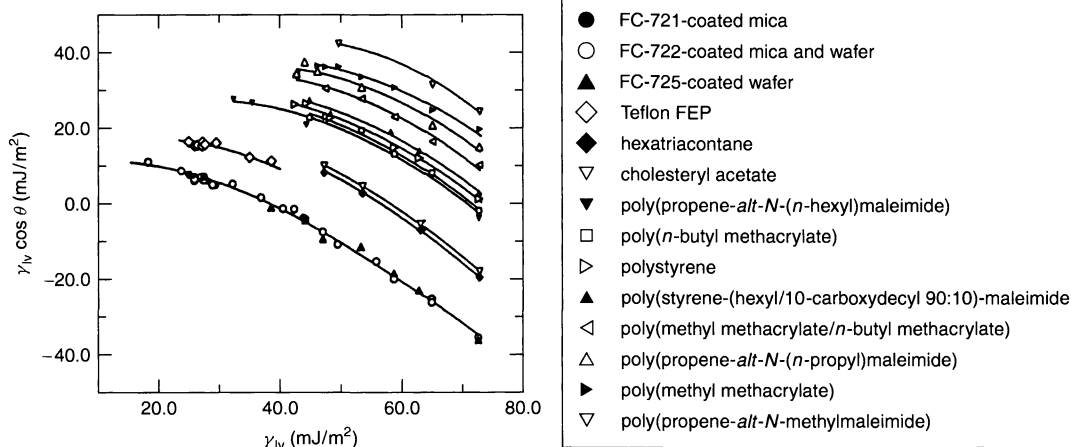 40.0
20.0
0.0
−20.0
−40.0
γlv cos θ (mJ/m²)
20.0 40.0 60.0 80.0
γlv (mJ/m²)
FC-721-coated mica
FC-722-coated mica and wafer
FC-725-coated wafer
Teflon FEP
hexatriacontane
cholesteryl acetate
poly(propene-alt-N-(n-hexyl)maleimide)
poly(n-butyl methacrylate)
polystyrene
poly(styrene-(hexyl/10-carboxydecyl 90:10)-maleimide
poly(methyl methacrylate/n-butyl methacrylate)
poly(propene-alt-N-(n-propyl)maleimide)
poly(methyl methacrylate)
poly(propene-alt-N-methylmaleimide)